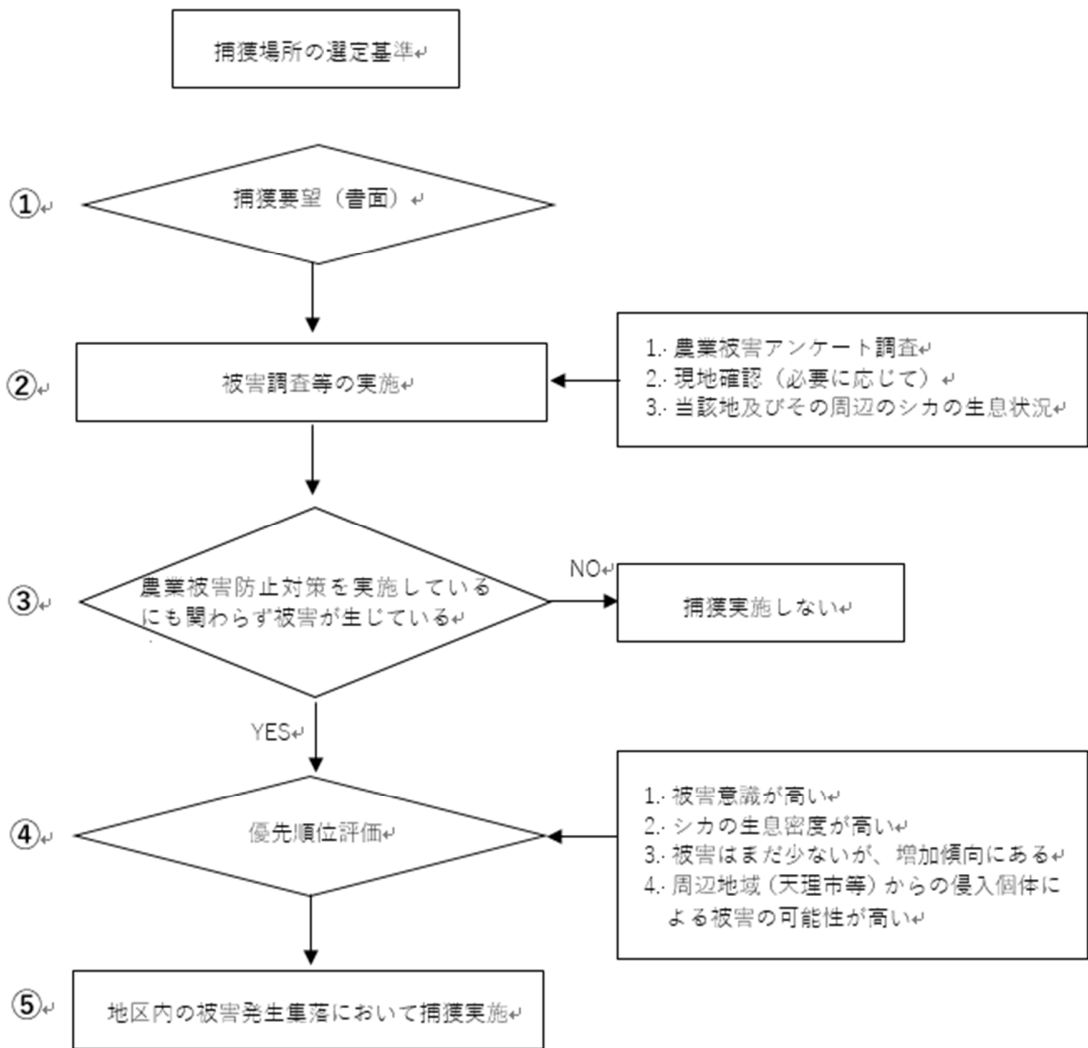 捕獲場所の選定基準
①
捕獲要望（書面）
②
被害調査等の実施
1. 農業被害アンケート調査
2. 現地確認（必要に応じて）
3. 当該地及びその周辺のシカの生息状況
③
農業被害防止対策を実施している
にも関わらず被害が生じている
NO
捕獲実施しない
YES
④
優先順位評価
1. 被害意識が高い
2. シカの生息密度が高い
3. 被害はまだ少ないが、増加傾向にある
4. 周辺地域（天理市等）からの侵入個体に
よる被害の可能性が高い
⑤
地区内の被害発生集落において捕獲実施